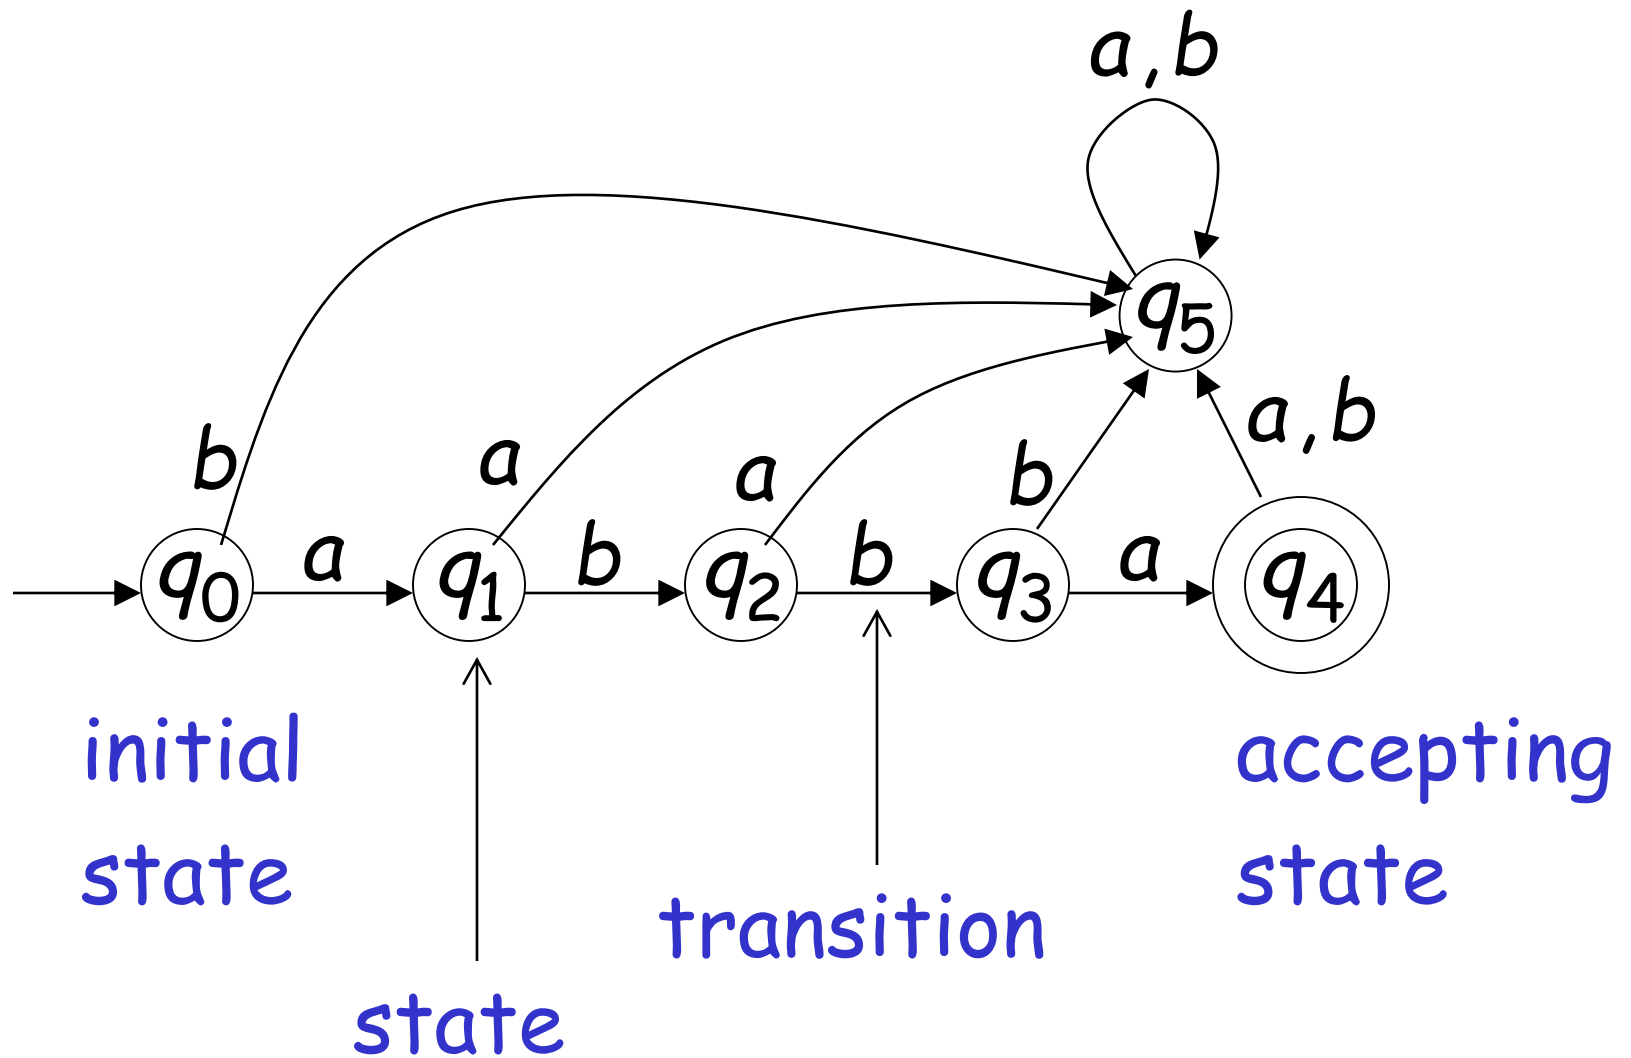 a,b
q5
a,b
b
a
a
b
q0
a
q1
b
q2
b
q3
a
q4
initial
state
accepting
state
transition
state